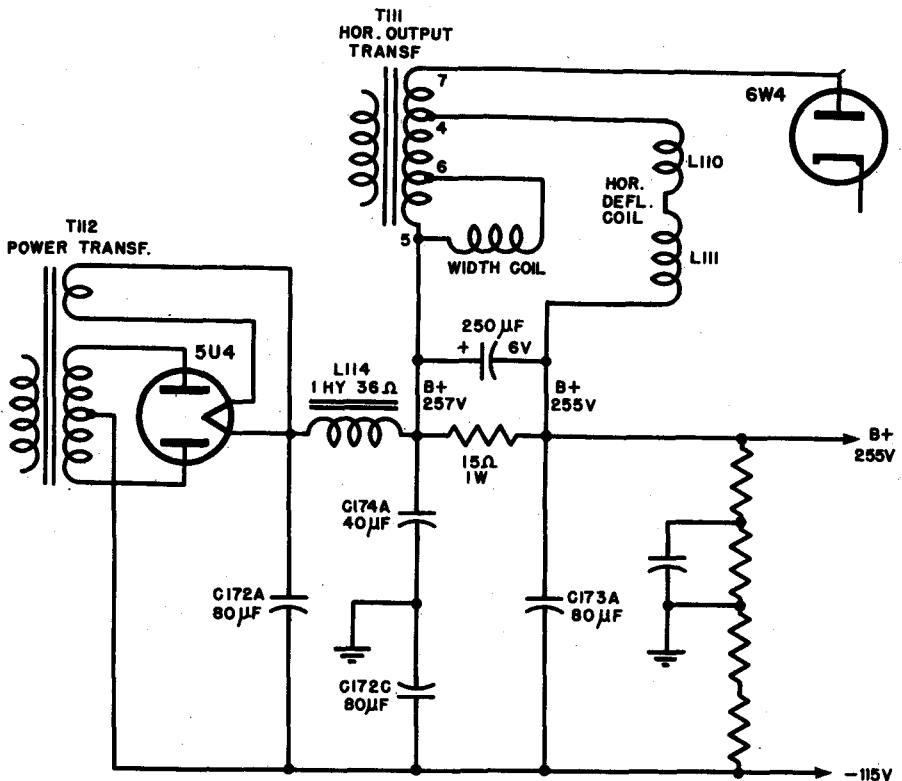 T111
HOR. OUTPUT
TRANSF
7
4
6
5
6W4
L110
HOR.
DEFL.
COIL
L111
WIDTH COIL
T112
POWER TRANSF.
5U4
L114
1 HY 36Ω
250 µF
+ 6V
B+
257V
B+
255V
15Ω
1W
B+
255V
C174A
40µF
C172A
80µF
C173A
80µF
C172C
80µF
-115V